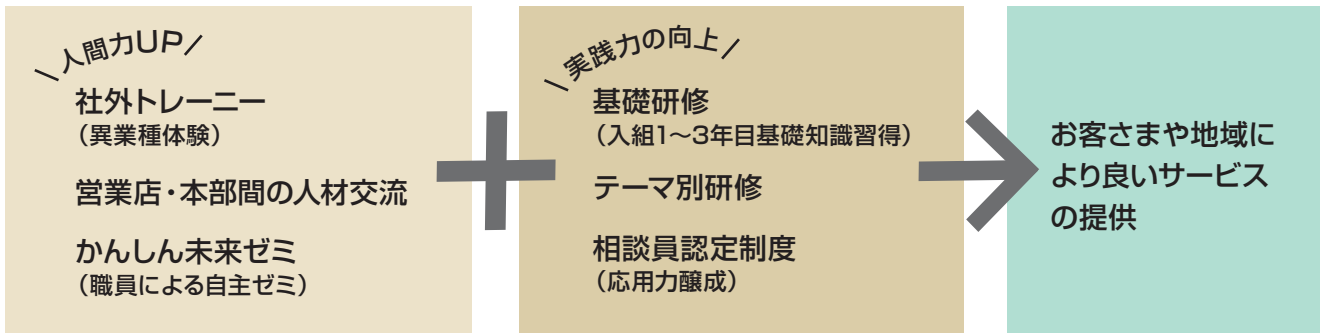 人間力UP
社外トレーニー
（異業種体験）
営業店・本部間の人材交流
かんしん未来ゼミ
（職員による自主ゼミ）
実践力の向上
基礎研修
（入組1～3年目基礎知識習得）
テーマ別研修
相談員認定制度
（応用力醸成）
お客さまや地域に
より良いサービス
の提供